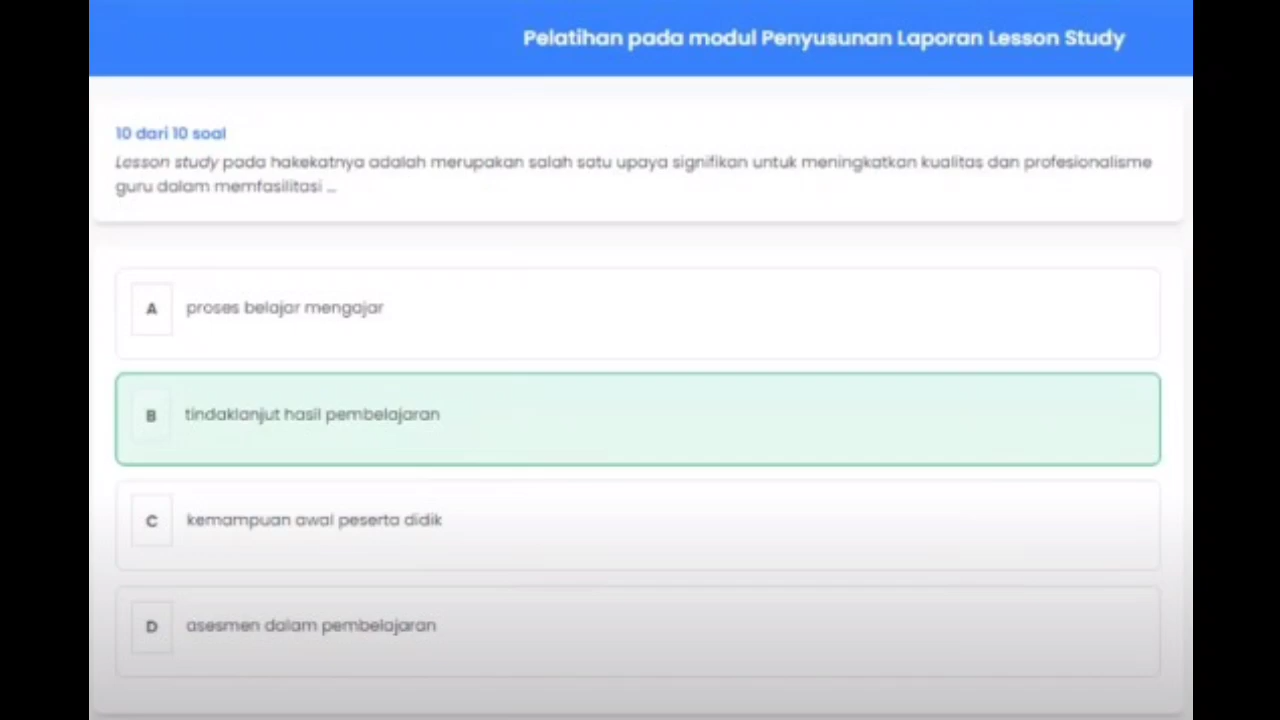 Pelatihan pada modul Penyusunan Laporan Lesson Study
10 dari 10 soal
Lesson study pada hakekatnya adalah merupakan salah satu upaya signifikan untuk meningkatkan kualitas dan profesionalisme
guru dalam memfasilitasi ...
A proses belajar mengajar
B tindaklanjut hasil pembelajaran
C kemampuan awal peserta didik
D asesmen dalam pembelajaran